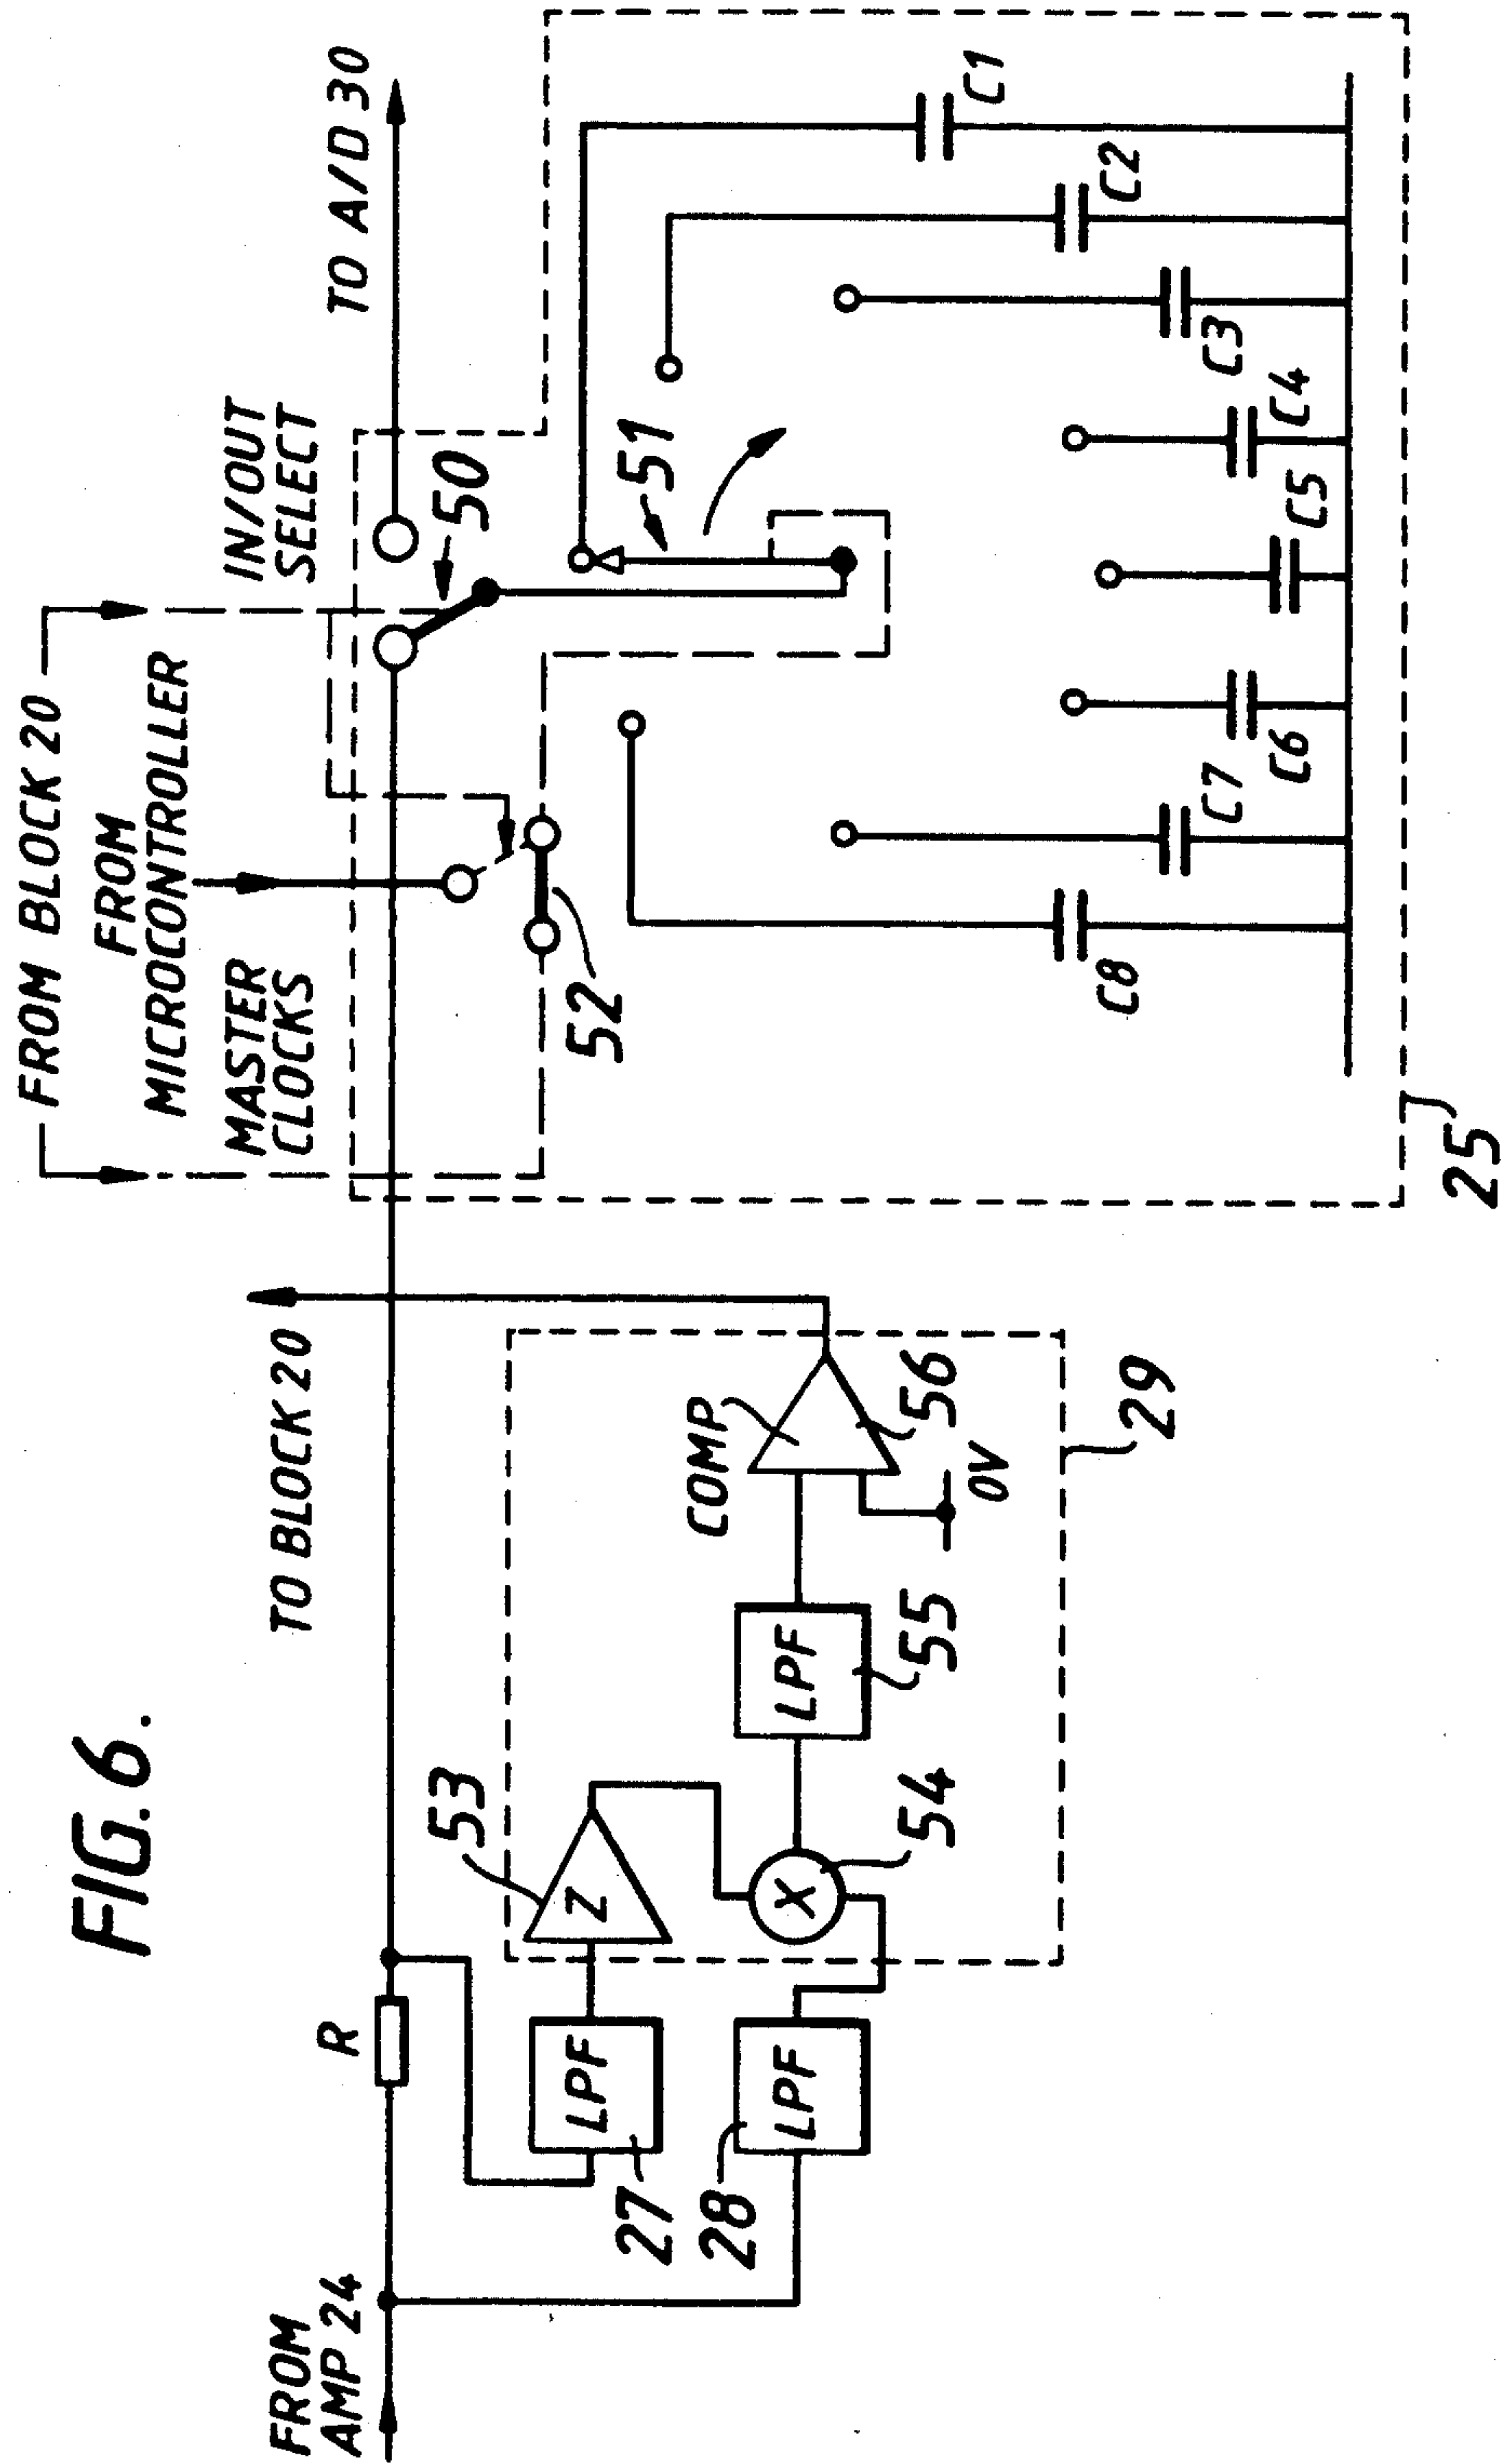 FIG. 6.
FROM BLOCK 20
FROM
MICROCONTROLLER
MASTER
CLOCKS
IN/OUT
SELECT
TO A/D 30
TO BLOCK 20
FROM
AMP 24
R
50
51
52
53
Z
LPF
27
LPF
28
X
54
LPF
55
COMP
56
0V
29
C1
C2
C3
C4
C5
C6
C7
C8
25